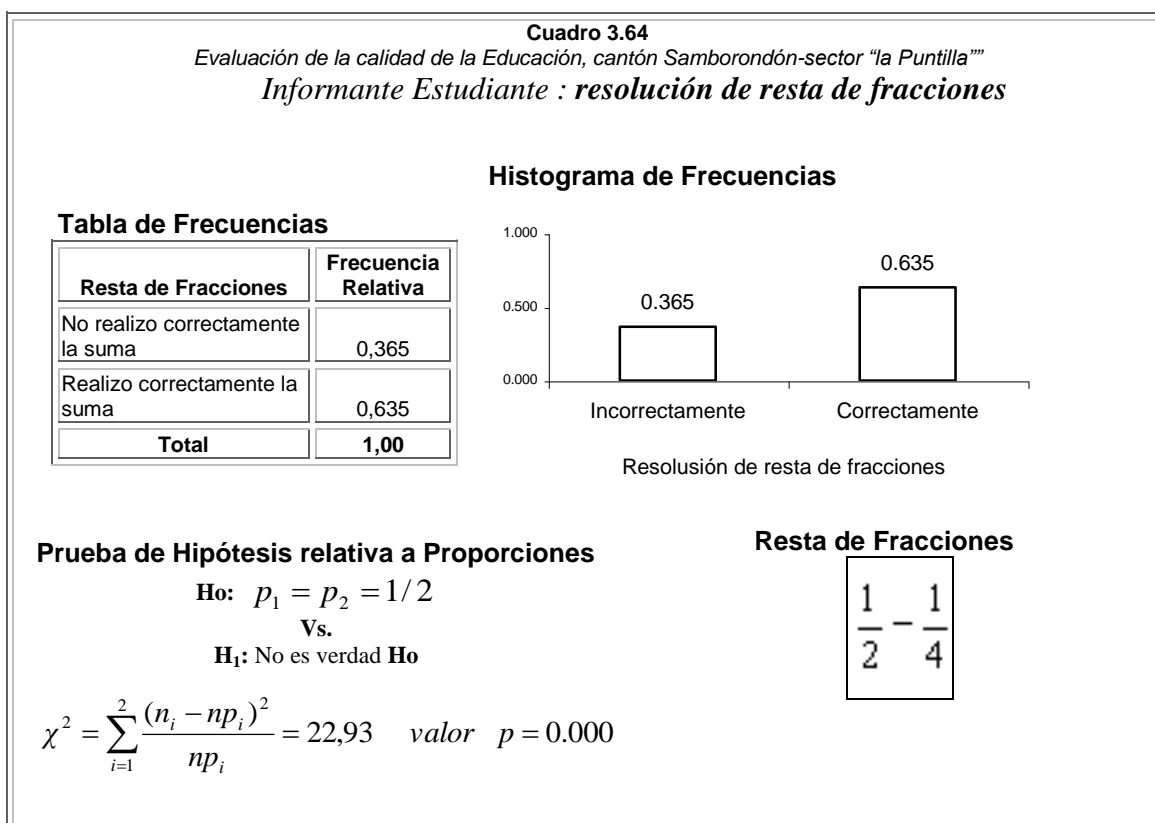 Cuadro 3.64
Evaluación de la calidad de la Educación, cantón Samborondón-sector “la Puntilla””
Informante Estudiante : resolución de resta de fracciones
Histograma de Frecuencias
Tabla de Frecuencias
Resta de Fracciones
Frecuencia
Relativa
No realizo correctamente
la suma
0,365
Realizo correctamente la
suma
0,635
Total
1,00
1.000
0.500
0.000
0.365
0.635
Incorrectamente
Correctamente
Resolusión de resta de fracciones
Prueba de Hipótesis relativa a Proporciones
Ho: p₁ = p₂ = 1/2
Vs.
H₁: No es verdad Ho
χ² = ∑ᵢ₌₁² (nᵢ − npᵢ)² / npᵢ = 22,93 valor p = 0.000
Resta de Fracciones
1/2 − 1/4